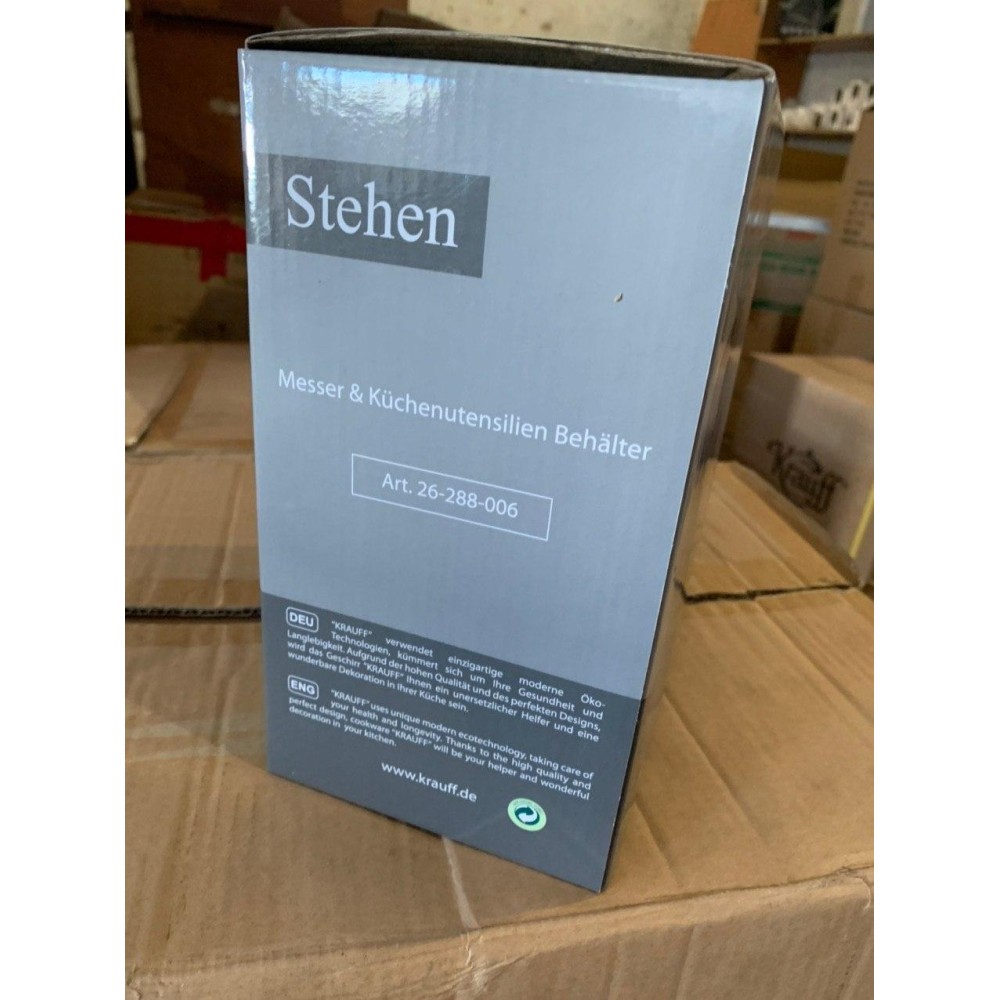 Stehen
Messer & Küchenutensilien Behälter
Art. 26-288-006
DEU
"KRAUFF" verwendet einzigartige moderne Öko-
Technologien, kümmert sich um Ihre Gesundheit und
Langlebigkeit. Aufgrund der hohen Qualität und des perfekten Designs,
wird das Geschirr "KRAUFF" Ihnen ein unersetzlicher Helfer und eine
wunderbare Dekoration in Ihrer Küche sein.
ENG
"KRAUFF" uses unique modern ecotechnology, taking care of
your health and longevity. Thanks to the high quality and
perfect design, cookware "KRAUFF" will be your helper and wonderful
decoration in your kitchen.
www.krauff.de
Krauff